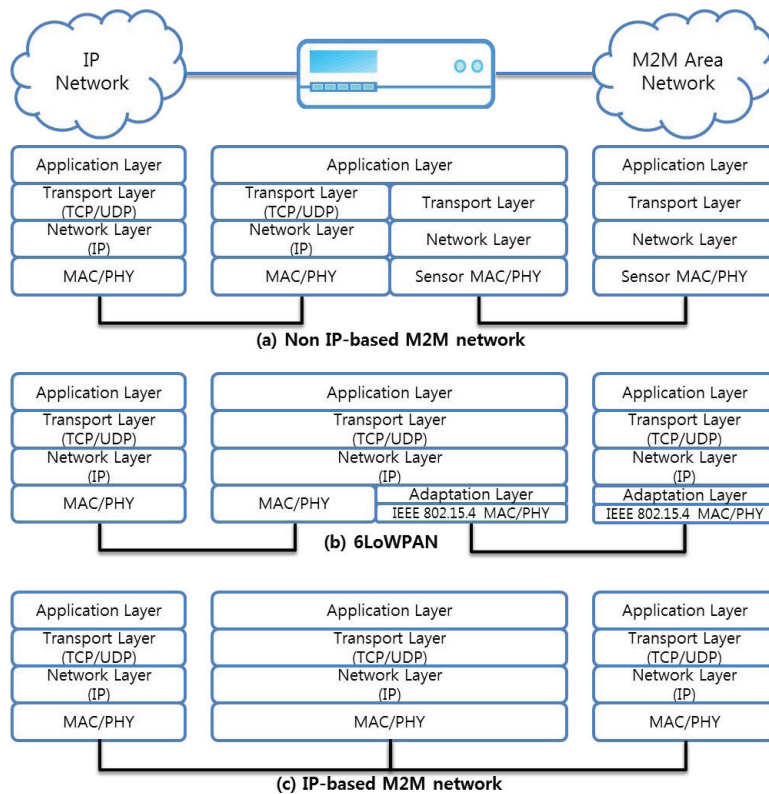 IP
Network
M2M Area
Network
Application Layer
Application Layer
Application Layer
Transport Layer
(TCP/UDP)
Transport Layer
(TCP/UDP)
Transport Layer
Transport Layer
Network Layer
(IP)
Network Layer
(IP)
Network Layer
Network Layer
MAC/PHY
MAC/PHY
Sensor MAC/PHY
Sensor MAC/PHY
(a) Non IP-based M2M network
Application Layer
Application Layer
Application Layer
Transport Layer
(TCP/UDP)
Transport Layer
(TCP/UDP)
Transport Layer
(TCP/UDP)
Network Layer
(IP)
Network Layer
(IP)
Network Layer
(IP)
MAC/PHY
MAC/PHY
Adaptation Layer
IEEE 802.15.4 MAC/PHY
Adaptation Layer
IEEE 802.15.4 MAC/PHY
(b) 6LoWPAN
Application Layer
Application Layer
Application Layer
Transport Layer
(TCP/UDP)
Transport Layer
(TCP/UDP)
Transport Layer
(TCP/UDP)
Network Layer
(IP)
Network Layer
(IP)
Network Layer
(IP)
MAC/PHY
MAC/PHY
MAC/PHY
(c) IP-based M2M network